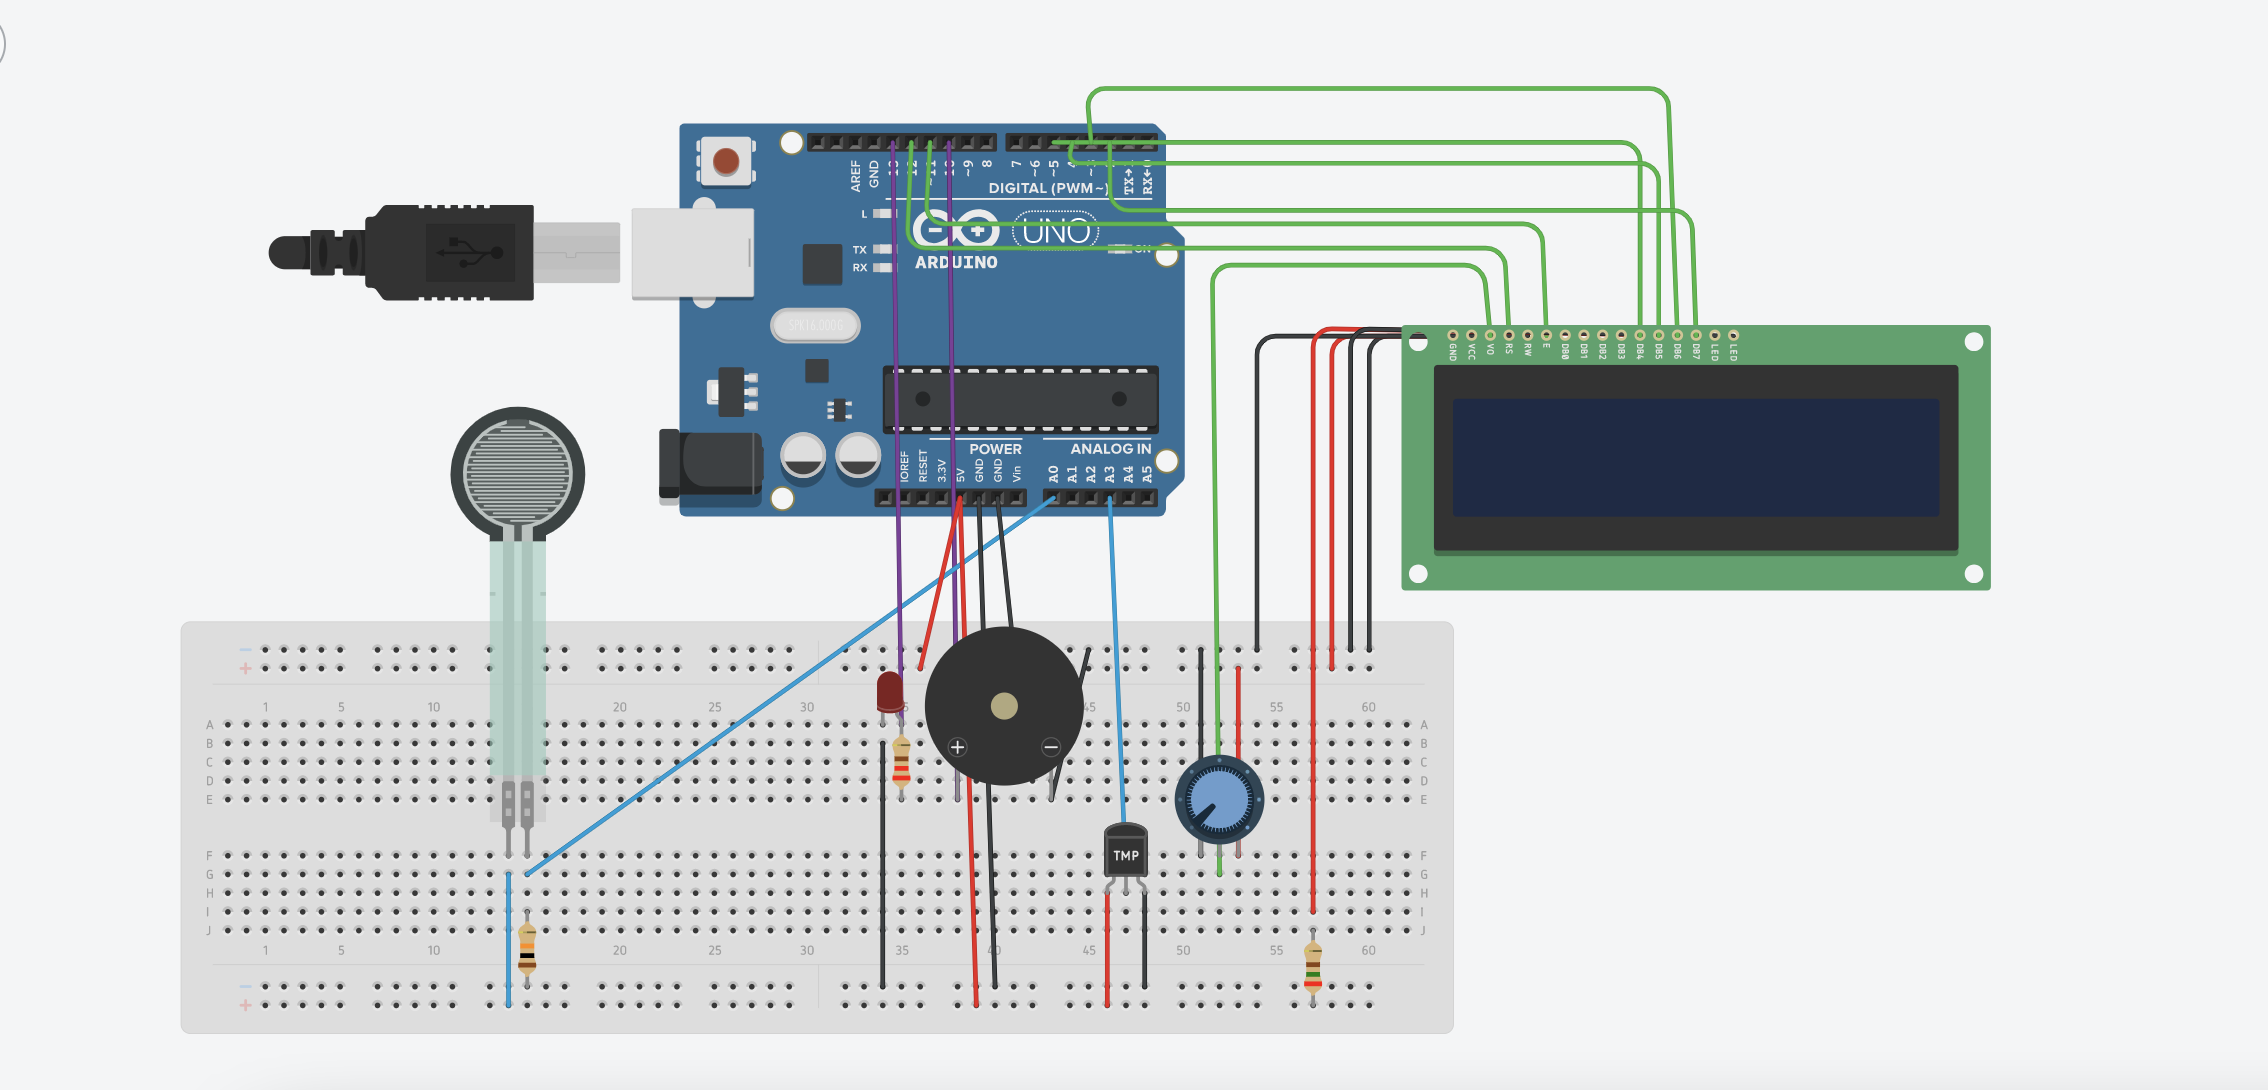 AREF
GND
13
12
~11
10
~9
8
7
~6
~5
4
~3
TX→
RX←0
DIGITAL (PWM~)
L
TX
RX
UNO
ON
ARDUINO
SPK16.000G
POWER
ANALOG IN
IOREF
RESET
3.3V
5V
GND
GND
Vin
A0
A1
A2
A3
A4
A5
GND
VCC
VO
RS
RW
E
DB0
DB1
DB2
DB3
DB4
DB5
DB6
DB7
LED
LED
1 5 10 20 25 30 45 50 55 60
A A
B B
C C
D D
E E
F F
G G
H H
I I
J J
TMP
1 5 10 20 25 30 35 40 45 50 55 60